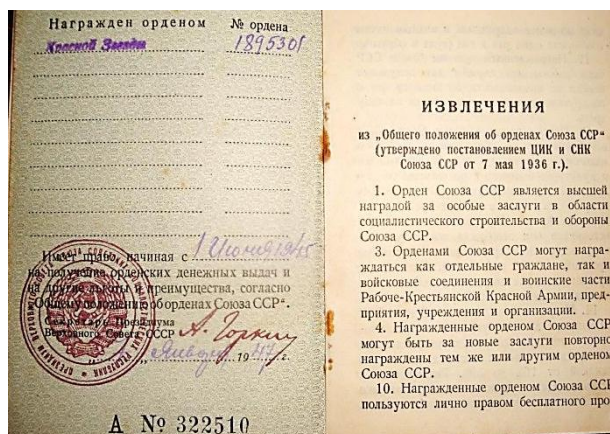 Награжден орденом № ордена
Красной Звезды 1895301
Имеет право, начиная с 1 Июня 1945
на получение орденских денежных выдач и
на другие льготы и преимущества, согласно
„Общему положению об орденах Союза ССР“.
Секретарь Президиума
Верховного Совета СССР А. Горкин
Января 1947 г.
А № 322510
ИЗВЛЕЧЕНИЯ
из „Общего положения об орденах Союза ССР“
(утверждено постановлением ЦИК и СНК
Союза ССР от 7 мая 1936 г.).
1. Орден Союза ССР является высшей
наградой за особые заслуги в области
социалистического строительства и обороны
Союза ССР.
3. Орденами Союза ССР могут награ-
ждаться как отдельные граждане, так и
войсковые соединения и воинские части
Рабоче-Крестьянской Красной Армии, пред-
приятия, учреждения и организации.
4. Награжденные орденом Союза ССР
могут быть за новые заслуги повторно
награждены тем же или другим орденом
Союза ССР.
10. Награжденные орденом Союза ССР
пользуются лично правом бесплатного про